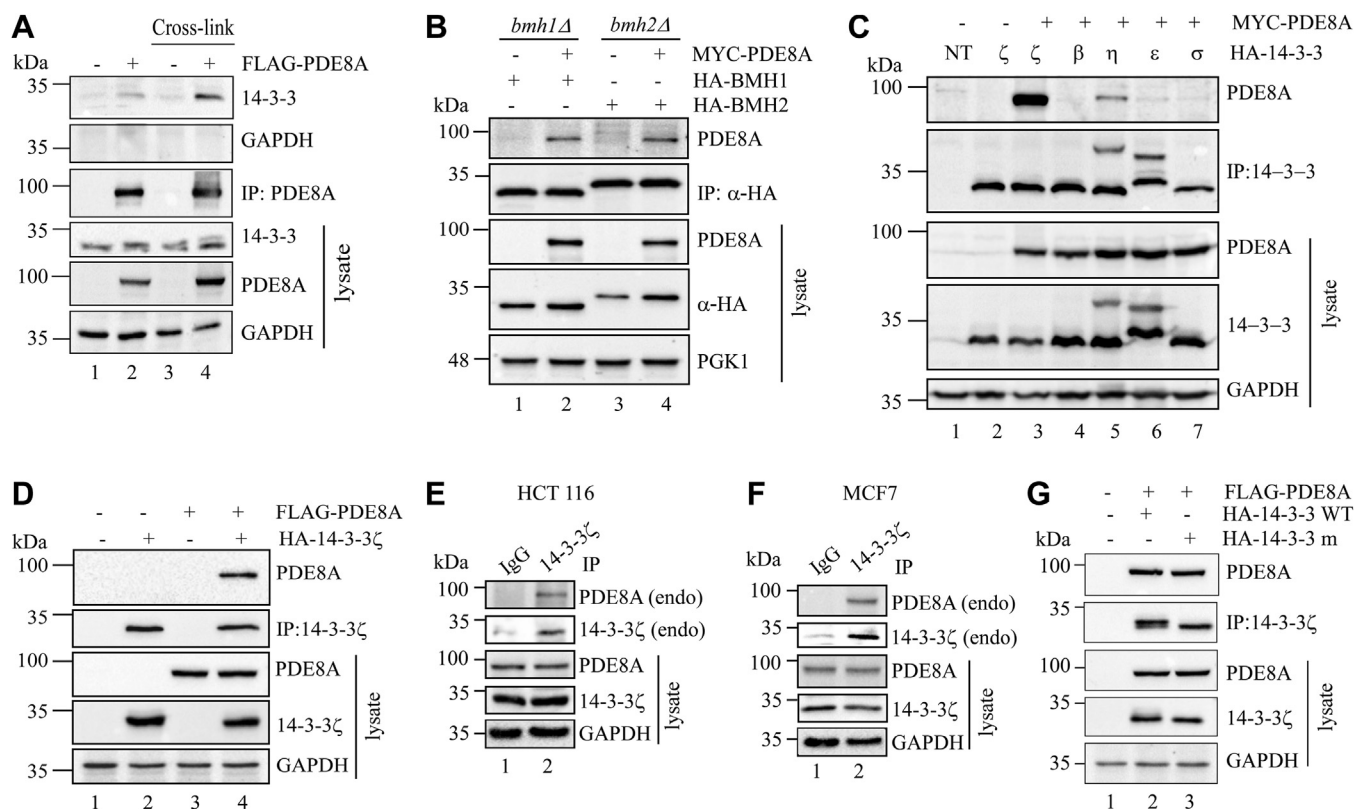 A
Cross-link
kDa
- + - + FLAG-PDE8A
35 14-3-3
35 GAPDH
100 IP: PDE8A
35 14-3-3
100 PDE8A
35 GAPDH
lysate
1 2 3 4
B
bmh1Δ bmh2Δ
- + - + MYC-PDE8A
+ + - - HA-BMH1
kDa - - + + HA-BMH2
100 PDE8A
35 IP: α-HA
100 PDE8A
35 α-HA
48 PGK1
lysate
1 2 3 4
C
- - + + + + + MYC-PDE8A
NT ζ ζ β η ε σ HA-14-3-3
kDa
100 PDE8A
35 IP:14–3–3
100 PDE8A
35 14–3–3
35 GAPDH
lysate
1 2 3 4 5 6 7
D
- - + + FLAG-PDE8A
- + - + HA-14-3-3ζ
kDa
100 PDE8A
35 IP:14-3-3ζ
100 PDE8A
35 14-3-3ζ
35 GAPDH
lysate
1 2 3 4
E
HCT 116
kDa IgG 14-3-3ζ IP
100 PDE8A (endo)
35 14-3-3ζ (endo)
100 PDE8A
35 14-3-3ζ
35 GAPDH
lysate
1 2
F
MCF7
kDa IgG 14-3-3ζ IP
100 PDE8A (endo)
35 14-3-3ζ (endo)
100 PDE8A
35 14-3-3ζ
35 GAPDH
lysate
1 2
G
- + + FLAG-PDE8A
- + - HA-14-3-3 WT
kDa - - + HA-14-3-3 m
100 PDE8A
35 IP:14-3-3ζ
100 PDE8A
35 14-3-3ζ
35 GAPDH
lysate
1 2 3